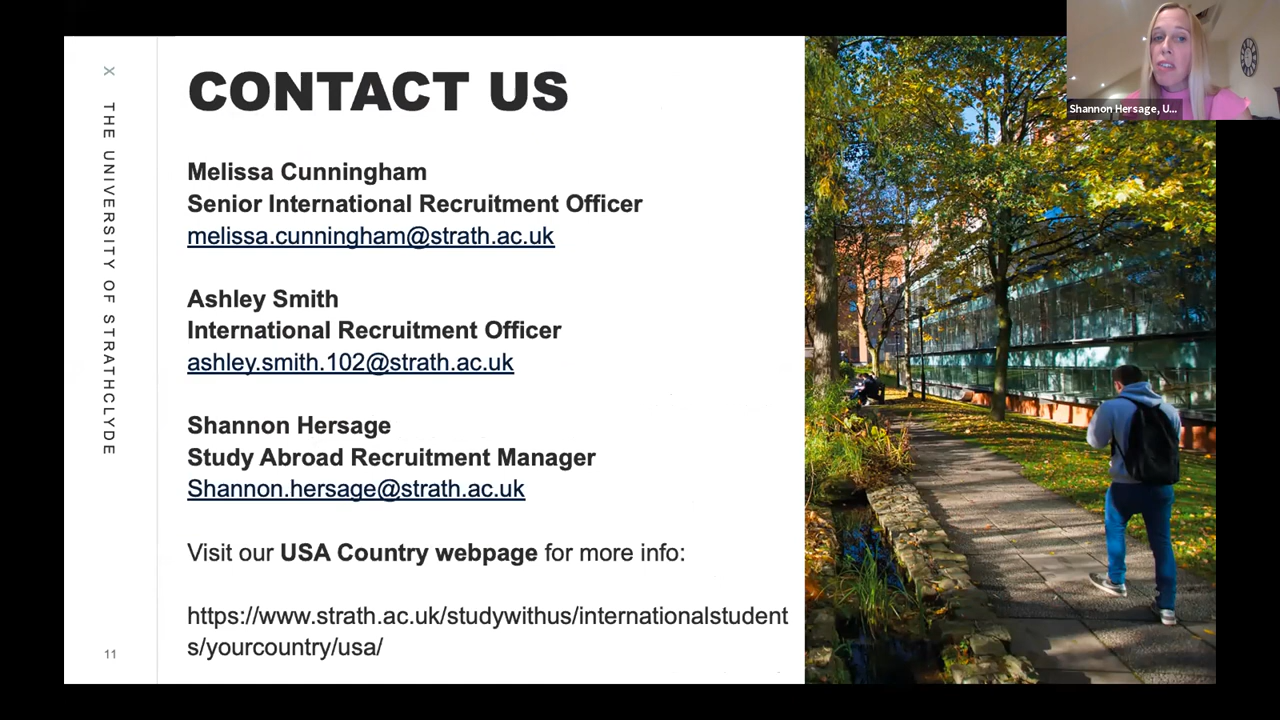 X THE UNIVERSITY OF STRATHCLYDE
CONTACT US
Melissa Cunningham
Senior International Recruitment Officer
melissa.cunningham@strath.ac.uk
Ashley Smith
International Recruitment Officer
ashley.smith.102@strath.ac.uk
Shannon Hersage
Study Abroad Recruitment Manager
Shannon.hersage@strath.ac.uk
Visit our USA Country webpage for more info:
https://www.strath.ac.uk/studywithus/internationalstudent
s/yourcountry/usa/
11
Shannon Hersage, U...